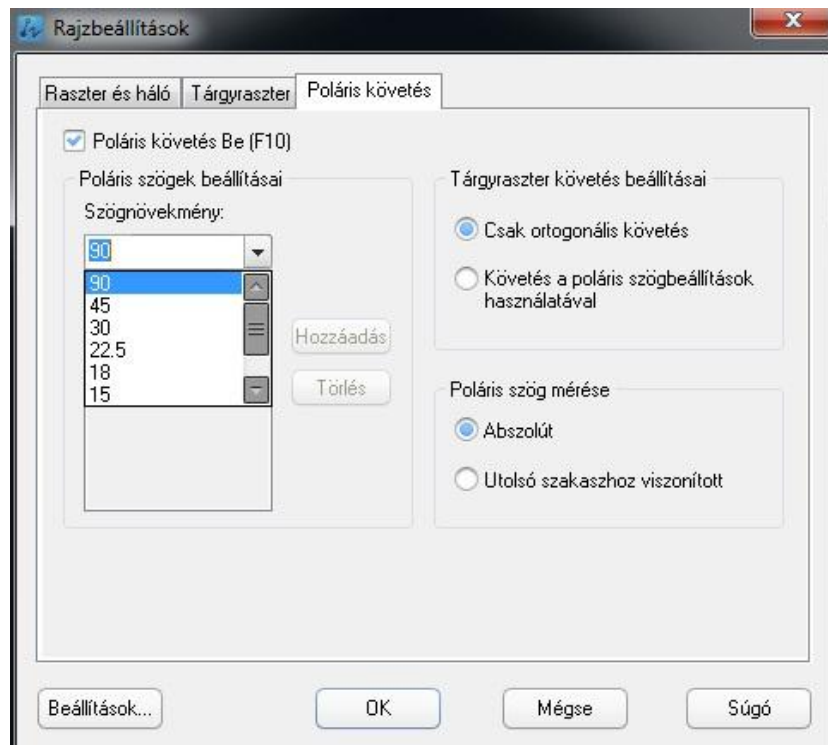 Rajzbeállítások
Raszter és háló
Tárgyraszter
Poláris követés
Poláris követés Be (F10)
Poláris szögek beállításai
Szögnövekmény:
90
90
45
30
22.5
18
15
Hozzáadás
Törlés
Tárgyraszter követés beállításai
Csak ortogonális követés
Követés a poláris szögbeállítások
használatával
Poláris szög mérése
Abszolút
Utolsó szakaszhoz viszonított
Beállítások...
OK
Mégse
Súgó